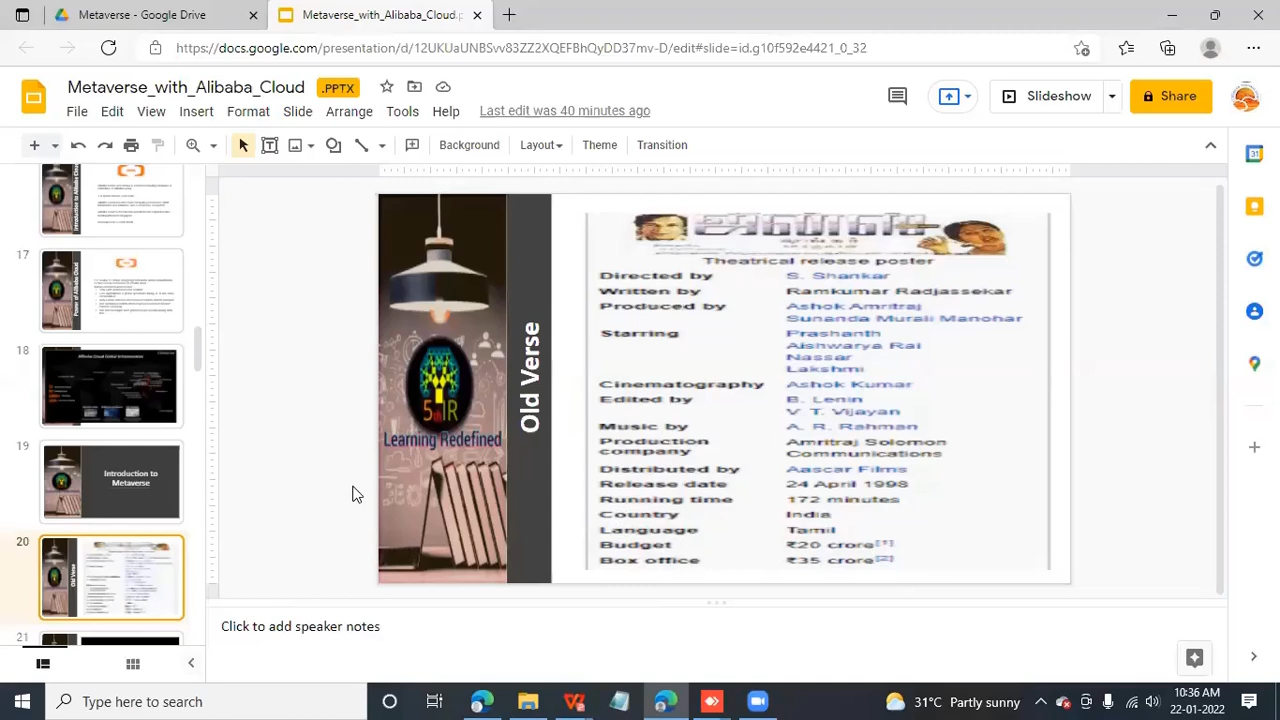 Metaverse_with_Alibaba_Cloud.p
https://docs.google.com/presentation/d/12UKUaUNBSvv83ZZ2XQEFBhQyDD37mv-D/edit#slide=id.g10f592e4421_0_32
Metaverse_with_Alibaba_Cloud .PPTX
File Edit View Insert Format Slide Arrange Tools Help Last edit was 40 minutes ago
Slideshow
Share
Background Layout Theme Transition
17
18
19
Introduction to
Metaverse
20
21
Old Verse
5 IR
Learning Redefined
Theatrical release poster
Directed by S. Shankar
Written by Ramkumar Radjassekar
Produced by Ashok Amritraj
Sunanda Murali Manohar
Starring Prashanth
Aishwarya Rai
Nassar
Lakshmi
Cinematography Ashok Kumar
Edited by B. Lenin
V. T. Vijayan
Music by A. R. Rahman
Production company Amritraj Solomon Communications
Distributed by Aascar Films
Release date 24 April 1998
Running time 172 minutes
Country India
Language Tamil
Budget ₹20 crore[1]
Box office ₹35 crore[2]
Click to add speaker notes
Type here to search
31°C Partly sunny
10:36 AM
22-01-2022